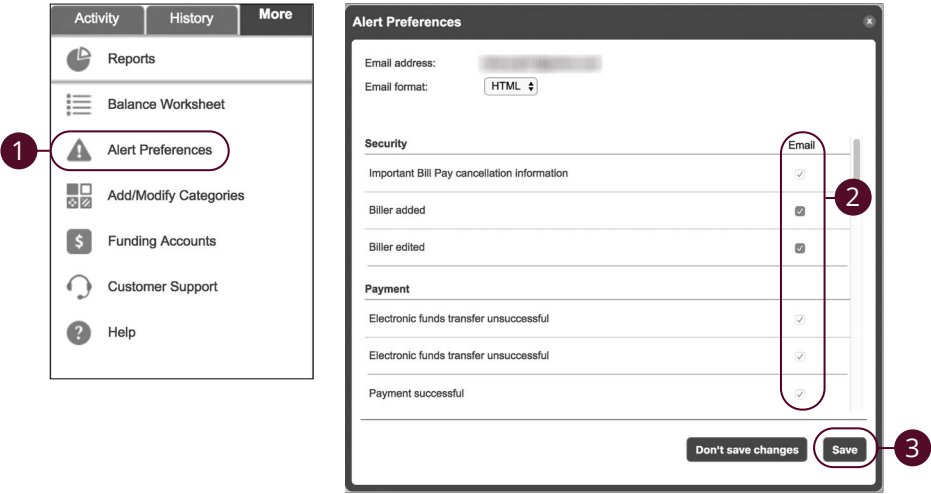 Activity
History
More
Reports
Balance Worksheet
1
Alert Preferences
Add/Modify Categories
$
Funding Accounts
Customer Support
?
Help
Alert Preferences
x
Email address:
Email format:
HTML
Security
Email
Important Bill Pay cancellation information
2
Biller added
Biller edited
Payment
Electronic funds transfer unsuccessful
Electronic funds transfer unsuccessful
Payment successful
Don't save changes
Save
3